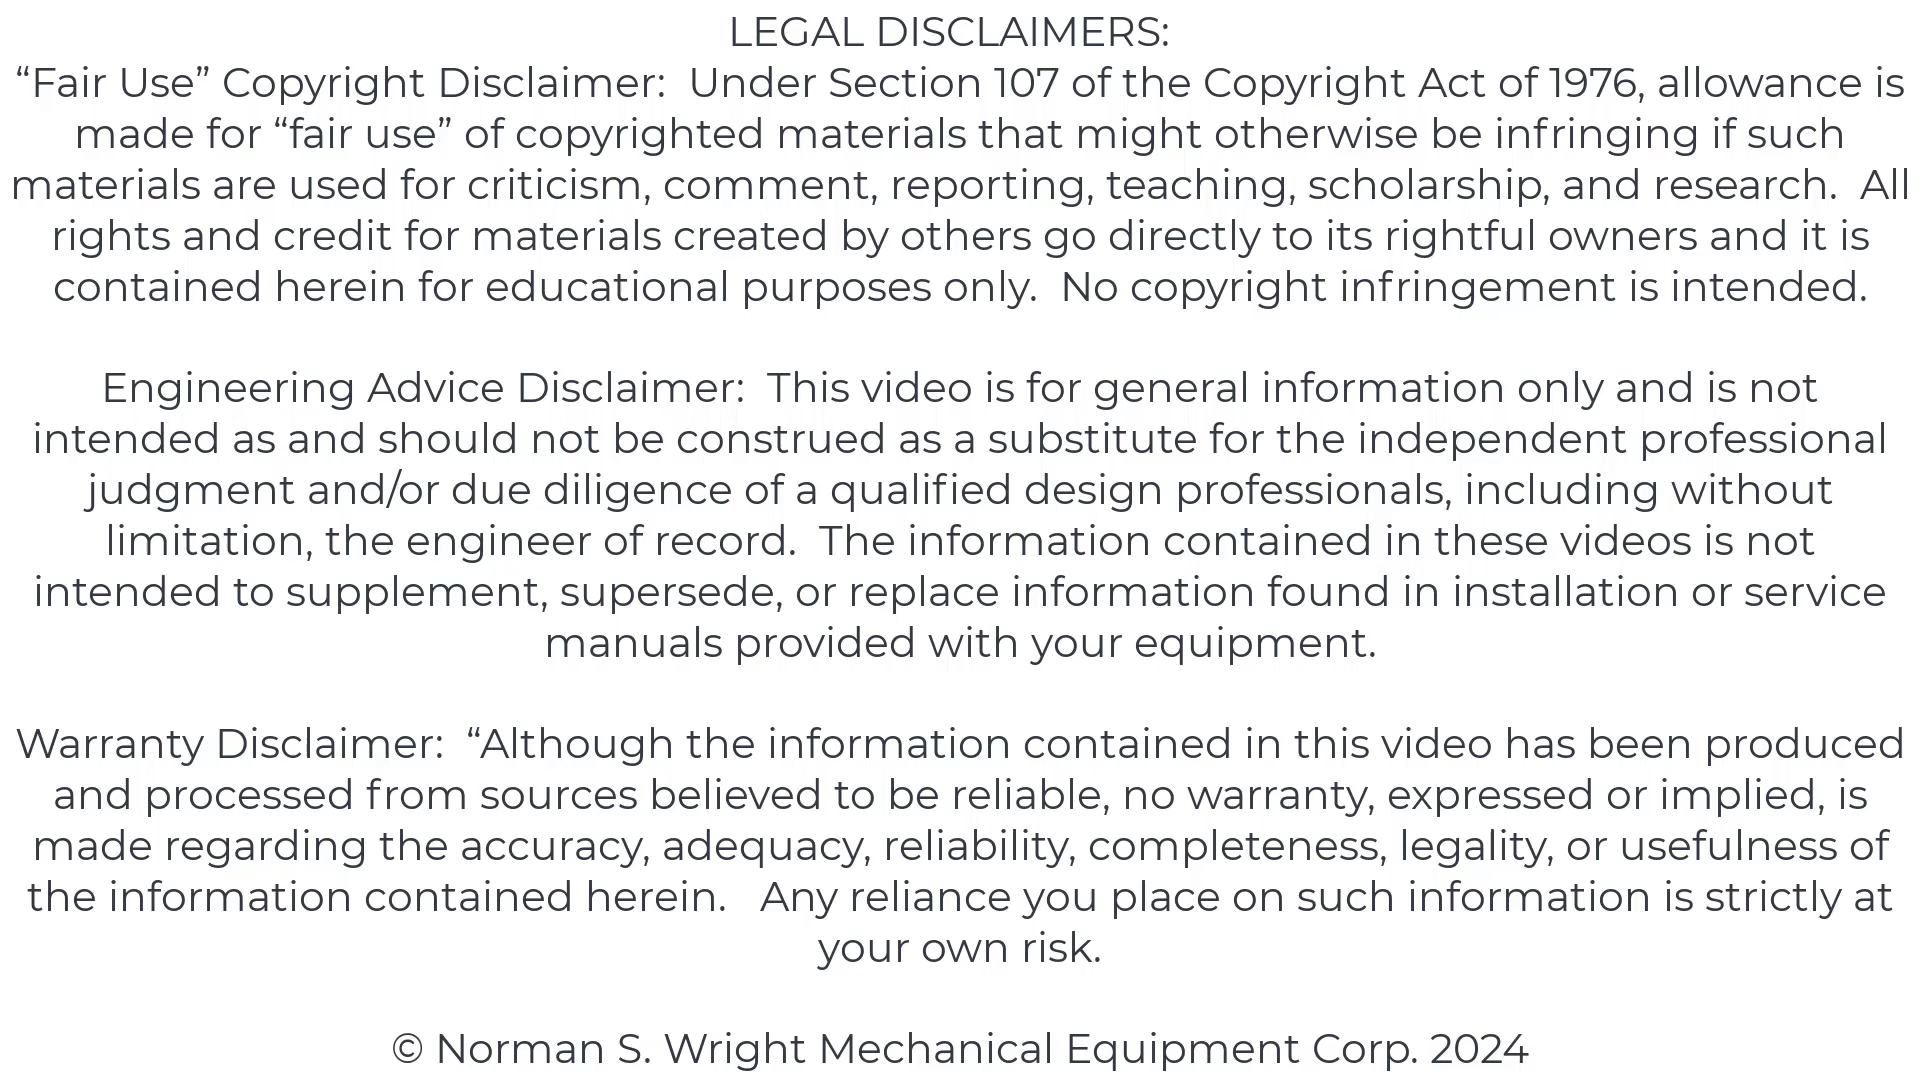 LEGAL DISCLAIMERS:
“Fair Use” Copyright Disclaimer:  Under Section 107 of the Copyright Act of 1976, allowance is
made for “fair use” of copyrighted materials that might otherwise be infringing if such
materials are used for criticism, comment, reporting, teaching, scholarship, and research.  All
rights and credit for materials created by others go directly to its rightful owners and it is
contained herein for educational purposes only.  No copyright infringement is intended.
Engineering Advice Disclaimer:  This video is for general information only and is not
intended as and should not be construed as a substitute for the independent professional
judgment and/or due diligence of a qualified design professionals, including without
limitation, the engineer of record.  The information contained in these videos is not
intended to supplement, supersede, or replace information found in installation or service
manuals provided with your equipment.
Warranty Disclaimer:  “Although the information contained in this video has been produced
and processed from sources believed to be reliable, no warranty, expressed or implied, is
made regarding the accuracy, adequacy, reliability, completeness, legality, or usefulness of
the information contained herein.   Any reliance you place on such information is strictly at
your own risk.
© Norman S. Wright Mechanical Equipment Corp. 2024